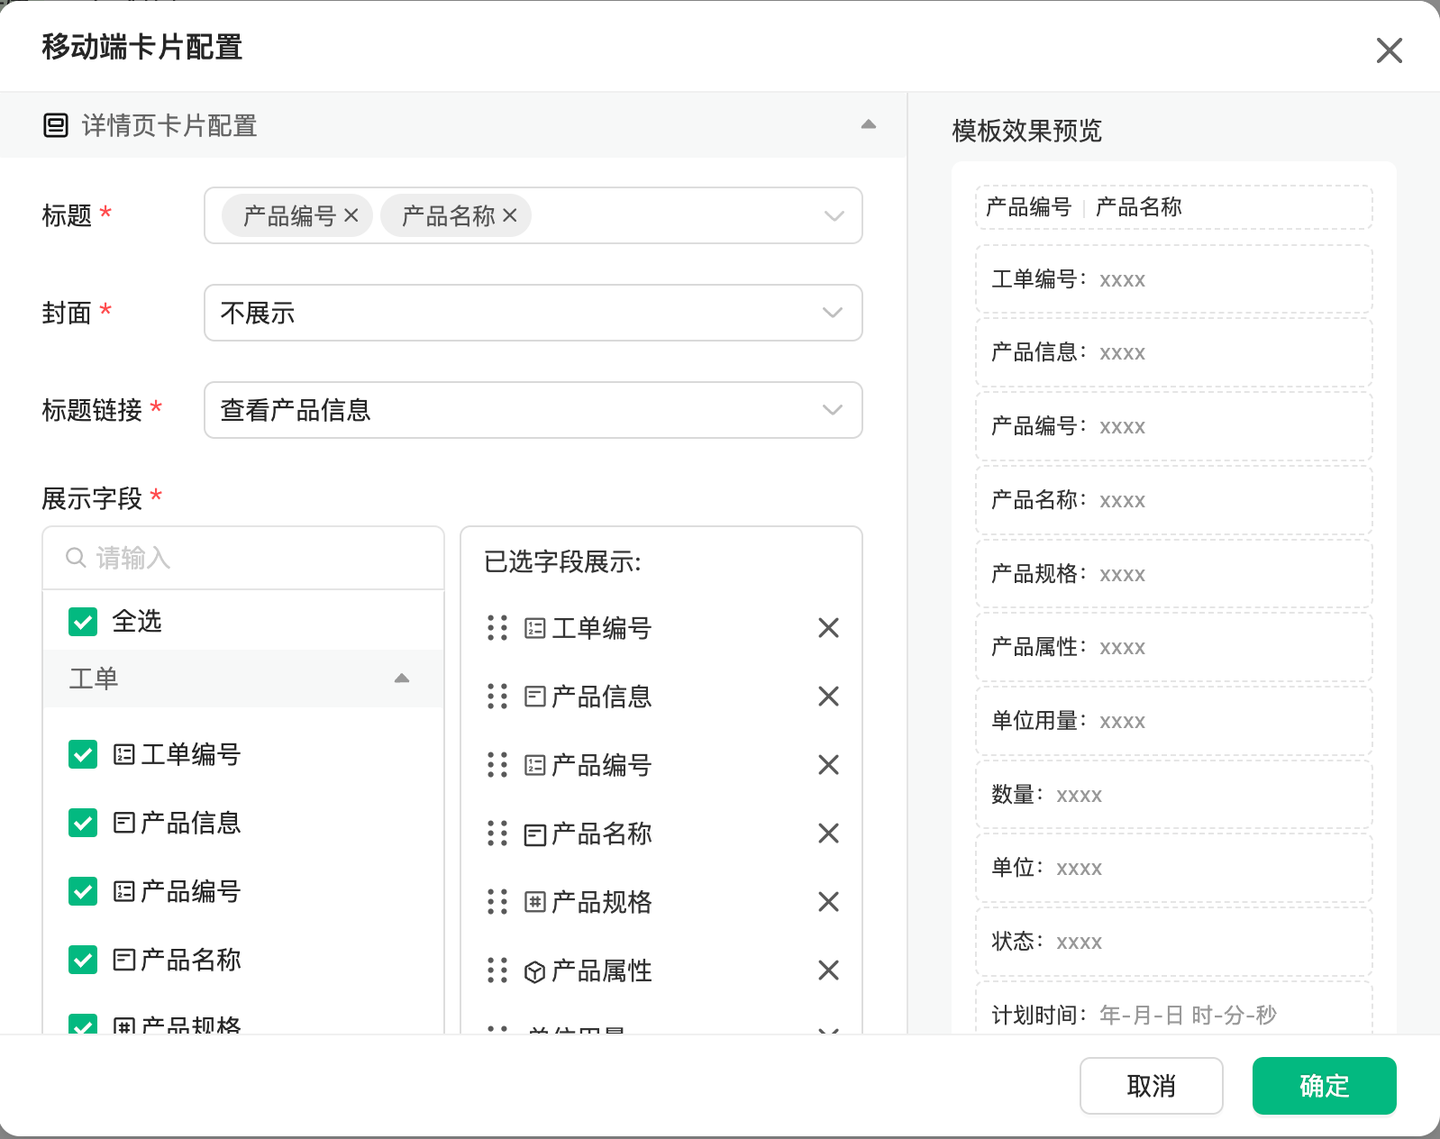 移动端卡片配置
详情页卡片配置
标题 *
产品编号
产品名称
封面 *
不展示
标题链接 *
查看产品信息
展示字段 *
请输入
全选
工单
工单编号
产品信息
产品编号
产品名称
产品规格
已选字段展示:
工单编号
产品信息
产品编号
产品名称
产品规格
产品属性
单位用量
模板效果预览
产品编号 | 产品名称
工单编号： xxxx
产品信息： xxxx
产品编号： xxxx
产品名称： xxxx
产品规格： xxxx
产品属性： xxxx
单位用量： xxxx
数量： xxxx
单位： xxxx
状态： xxxx
计划时间： 年-月-日 时-分-秒
取消
确定